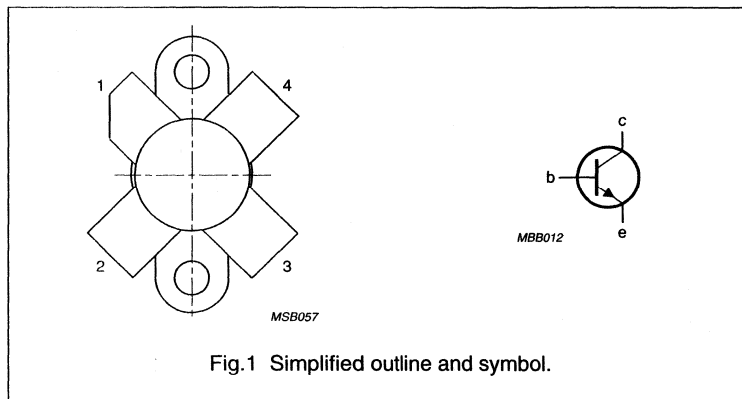 1
4
c
b
e
MBB012
2
3
MSB057
Fig.1 Simplified outline and symbol.